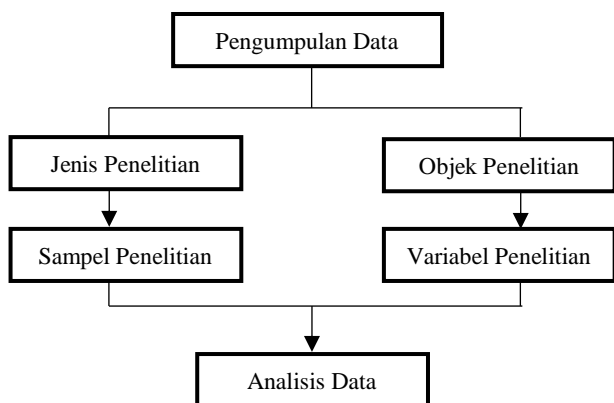 Pengumpulan Data
Jenis Penelitian
Objek Penelitian
Sampel Penelitian
Variabel Penelitian
Analisis Data